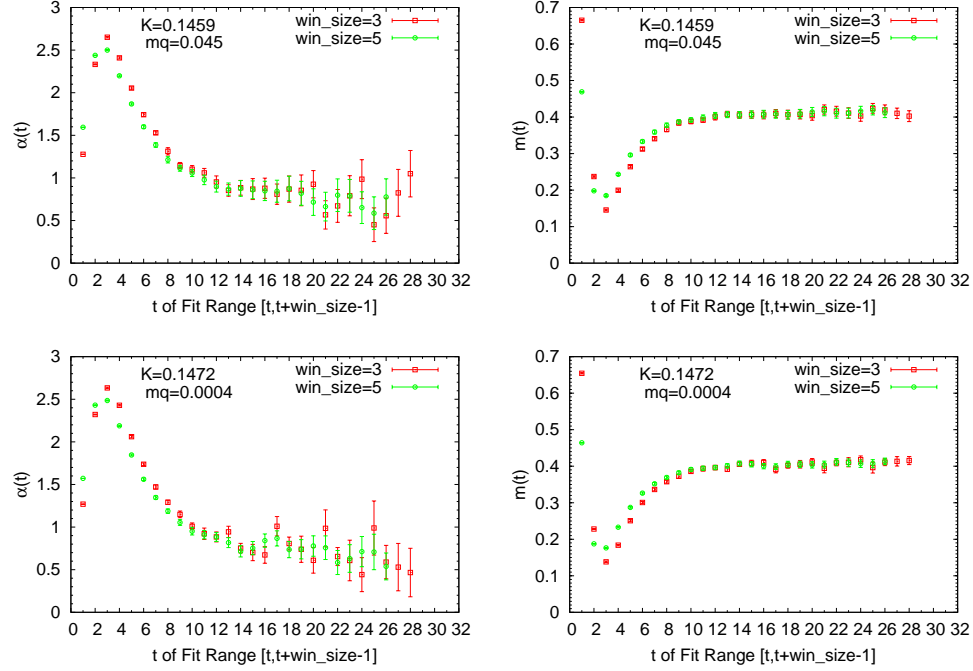 3
2.5
2
1.5
1
0.5
0
α(t)
K=0.1459
mq=0.045
win_size=3
win_size=5
0 2 4 6 8 10 12 14 16 18 20 22 24 26 28 30 32
t of Fit Range [t,t+win_size-1]
0.7
0.6
0.5
0.4
0.3
0.2
0.1
0
m(t)
K=0.1459
mq=0.045
win_size=3
win_size=5
0 2 4 6 8 10 12 14 16 18 20 22 24 26 28 30 32
t of Fit Range [t,t+win_size-1]
3
2.5
2
1.5
1
0.5
0
α(t)
K=0.1472
mq=0.0004
win_size=3
win_size=5
0 2 4 6 8 10 12 14 16 18 20 22 24 26 28 30 32
t of Fit Range [t,t+win_size-1]
0.7
0.6
0.5
0.4
0.3
0.2
0.1
0
m(t)
K=0.1472
mq=0.0004
win_size=3
win_size=5
0 2 4 6 8 10 12 14 16 18 20 22 24 26 28 30 32
t of Fit Range [t,t+win_size-1]